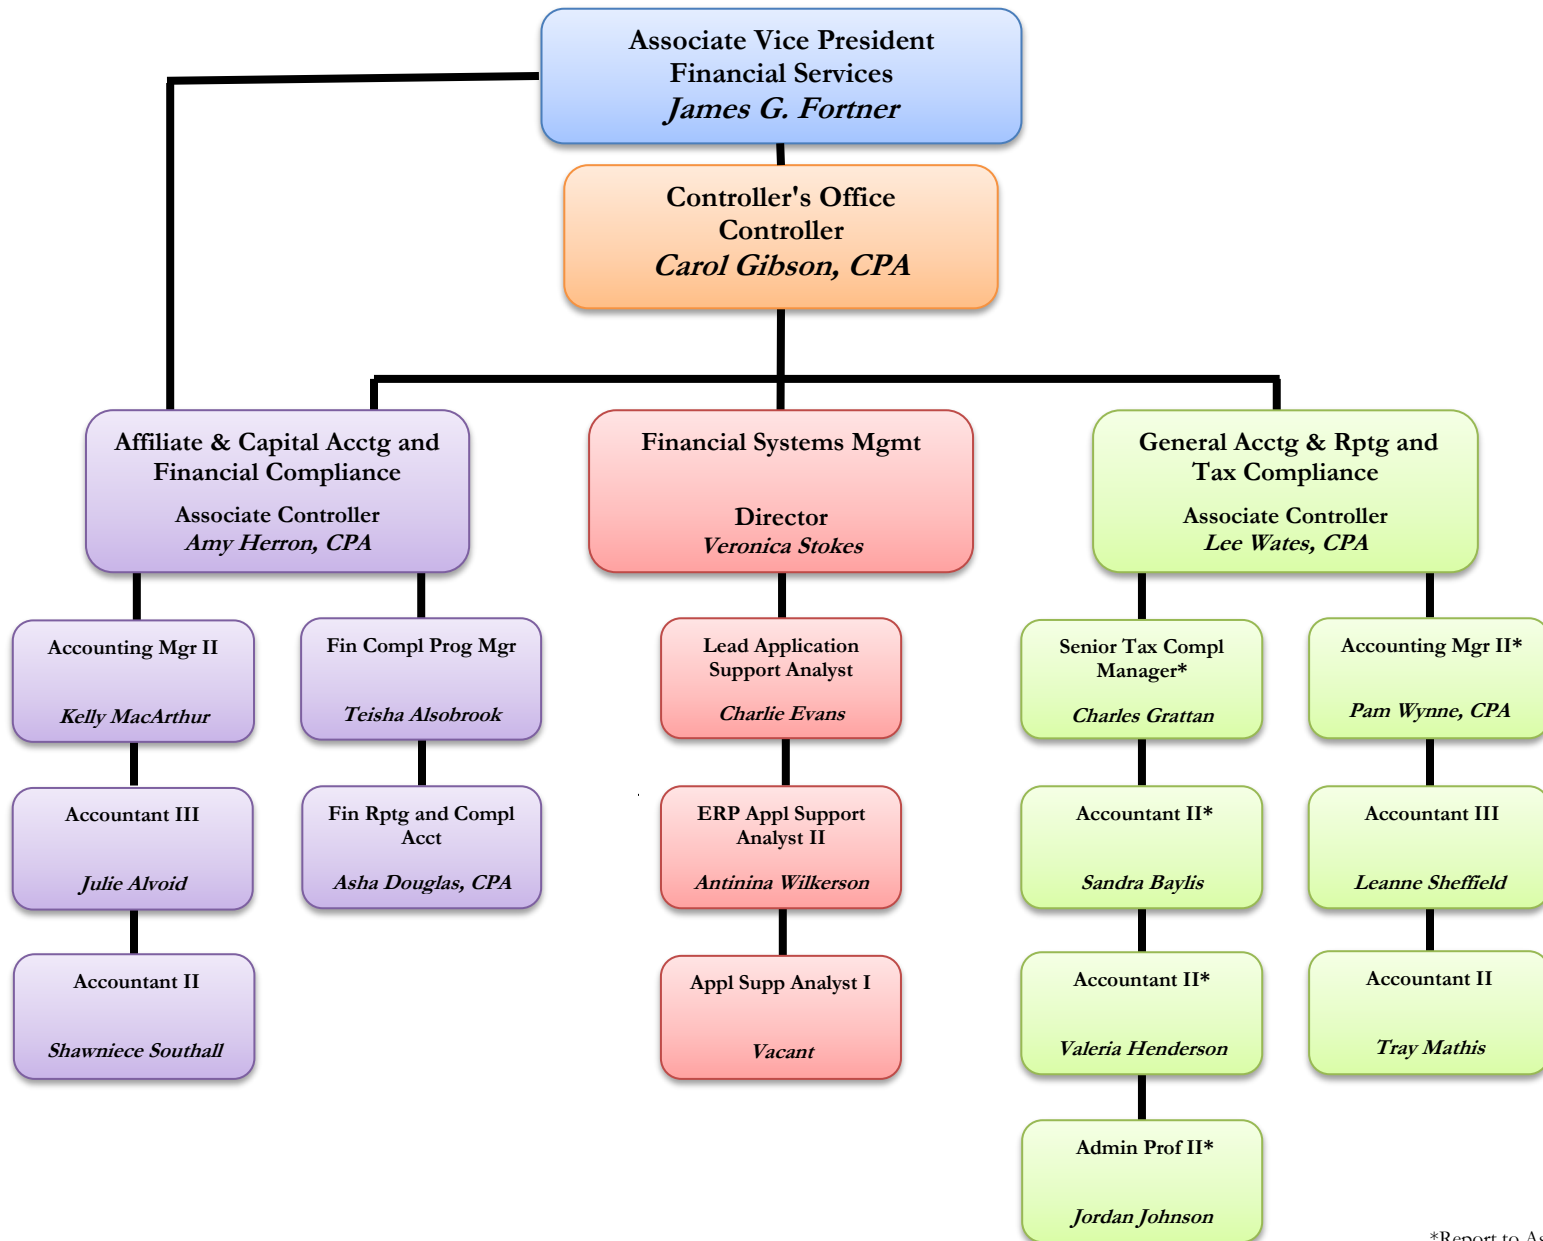 Associate Vice President
Financial Services
James G. Fortner
Controller's Office
Controller
Carol Gibson, CPA
Affiliate & Capital Acctg and
Financial Compliance
Associate Controller
Amy Herron, CPA
Financial Systems Mgmt
Director
Veronica Stokes
General Acctg & Rptg and
Tax Compliance
Associate Controller
Lee Wates, CPA
Accounting Mgr II
Kelly MacArthur
Fin Compl Prog Mgr
Teisha Alsobrook
Lead Application
Support Analyst
Charlie Evans
Senior Tax Compl
Manager*
Charles Grattan
Accounting Mgr II*
Pam Wynne, CPA
Accountant III
Julie Alvoid
Fin Rptg and Compl
Acct
Asha Douglas, CPA
ERP Appl Support
Analyst II
Antinina Wilkerson
Accountant II*
Sandra Baylis
Accountant III
Leanne Sheffield
Accountant II
Shawniece Southall
Appl Supp Analyst I
Vacant
Accountant II*
Valeria Henderson
Accountant II
Tray Mathis
Admin Prof II*
Jordan Johnson
*Report to As